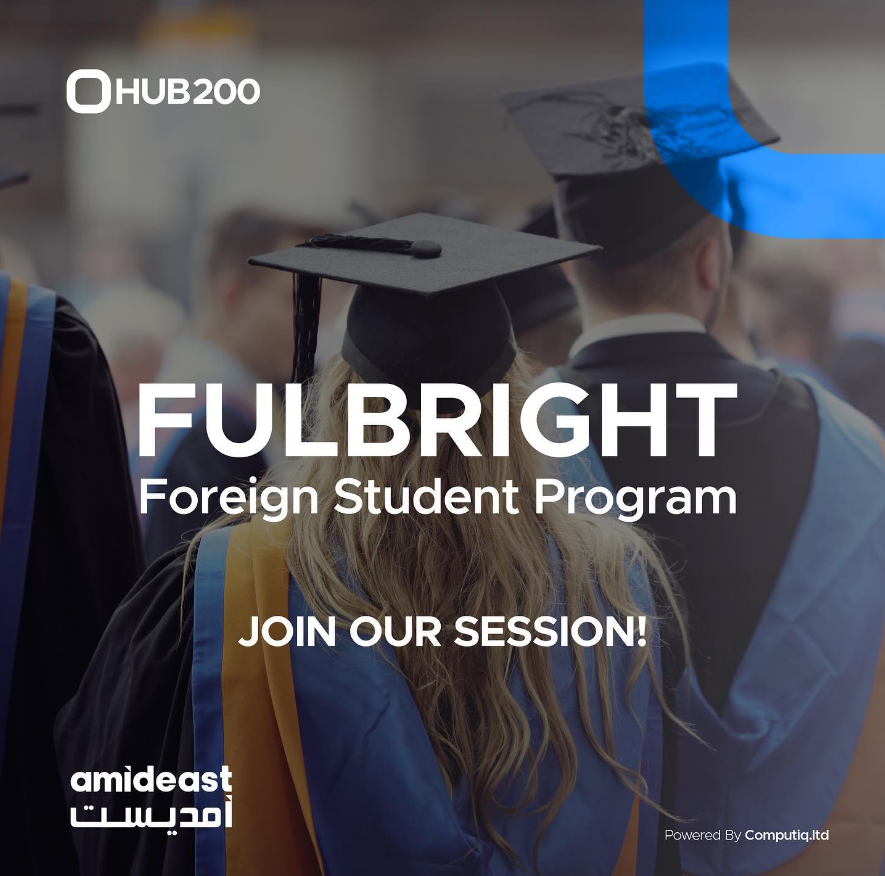 HUB200
FULBRIGHT
Foreign Student Program
JOIN OUR SESSION!
amideast
أمديست
Powered By Computiq.ltd